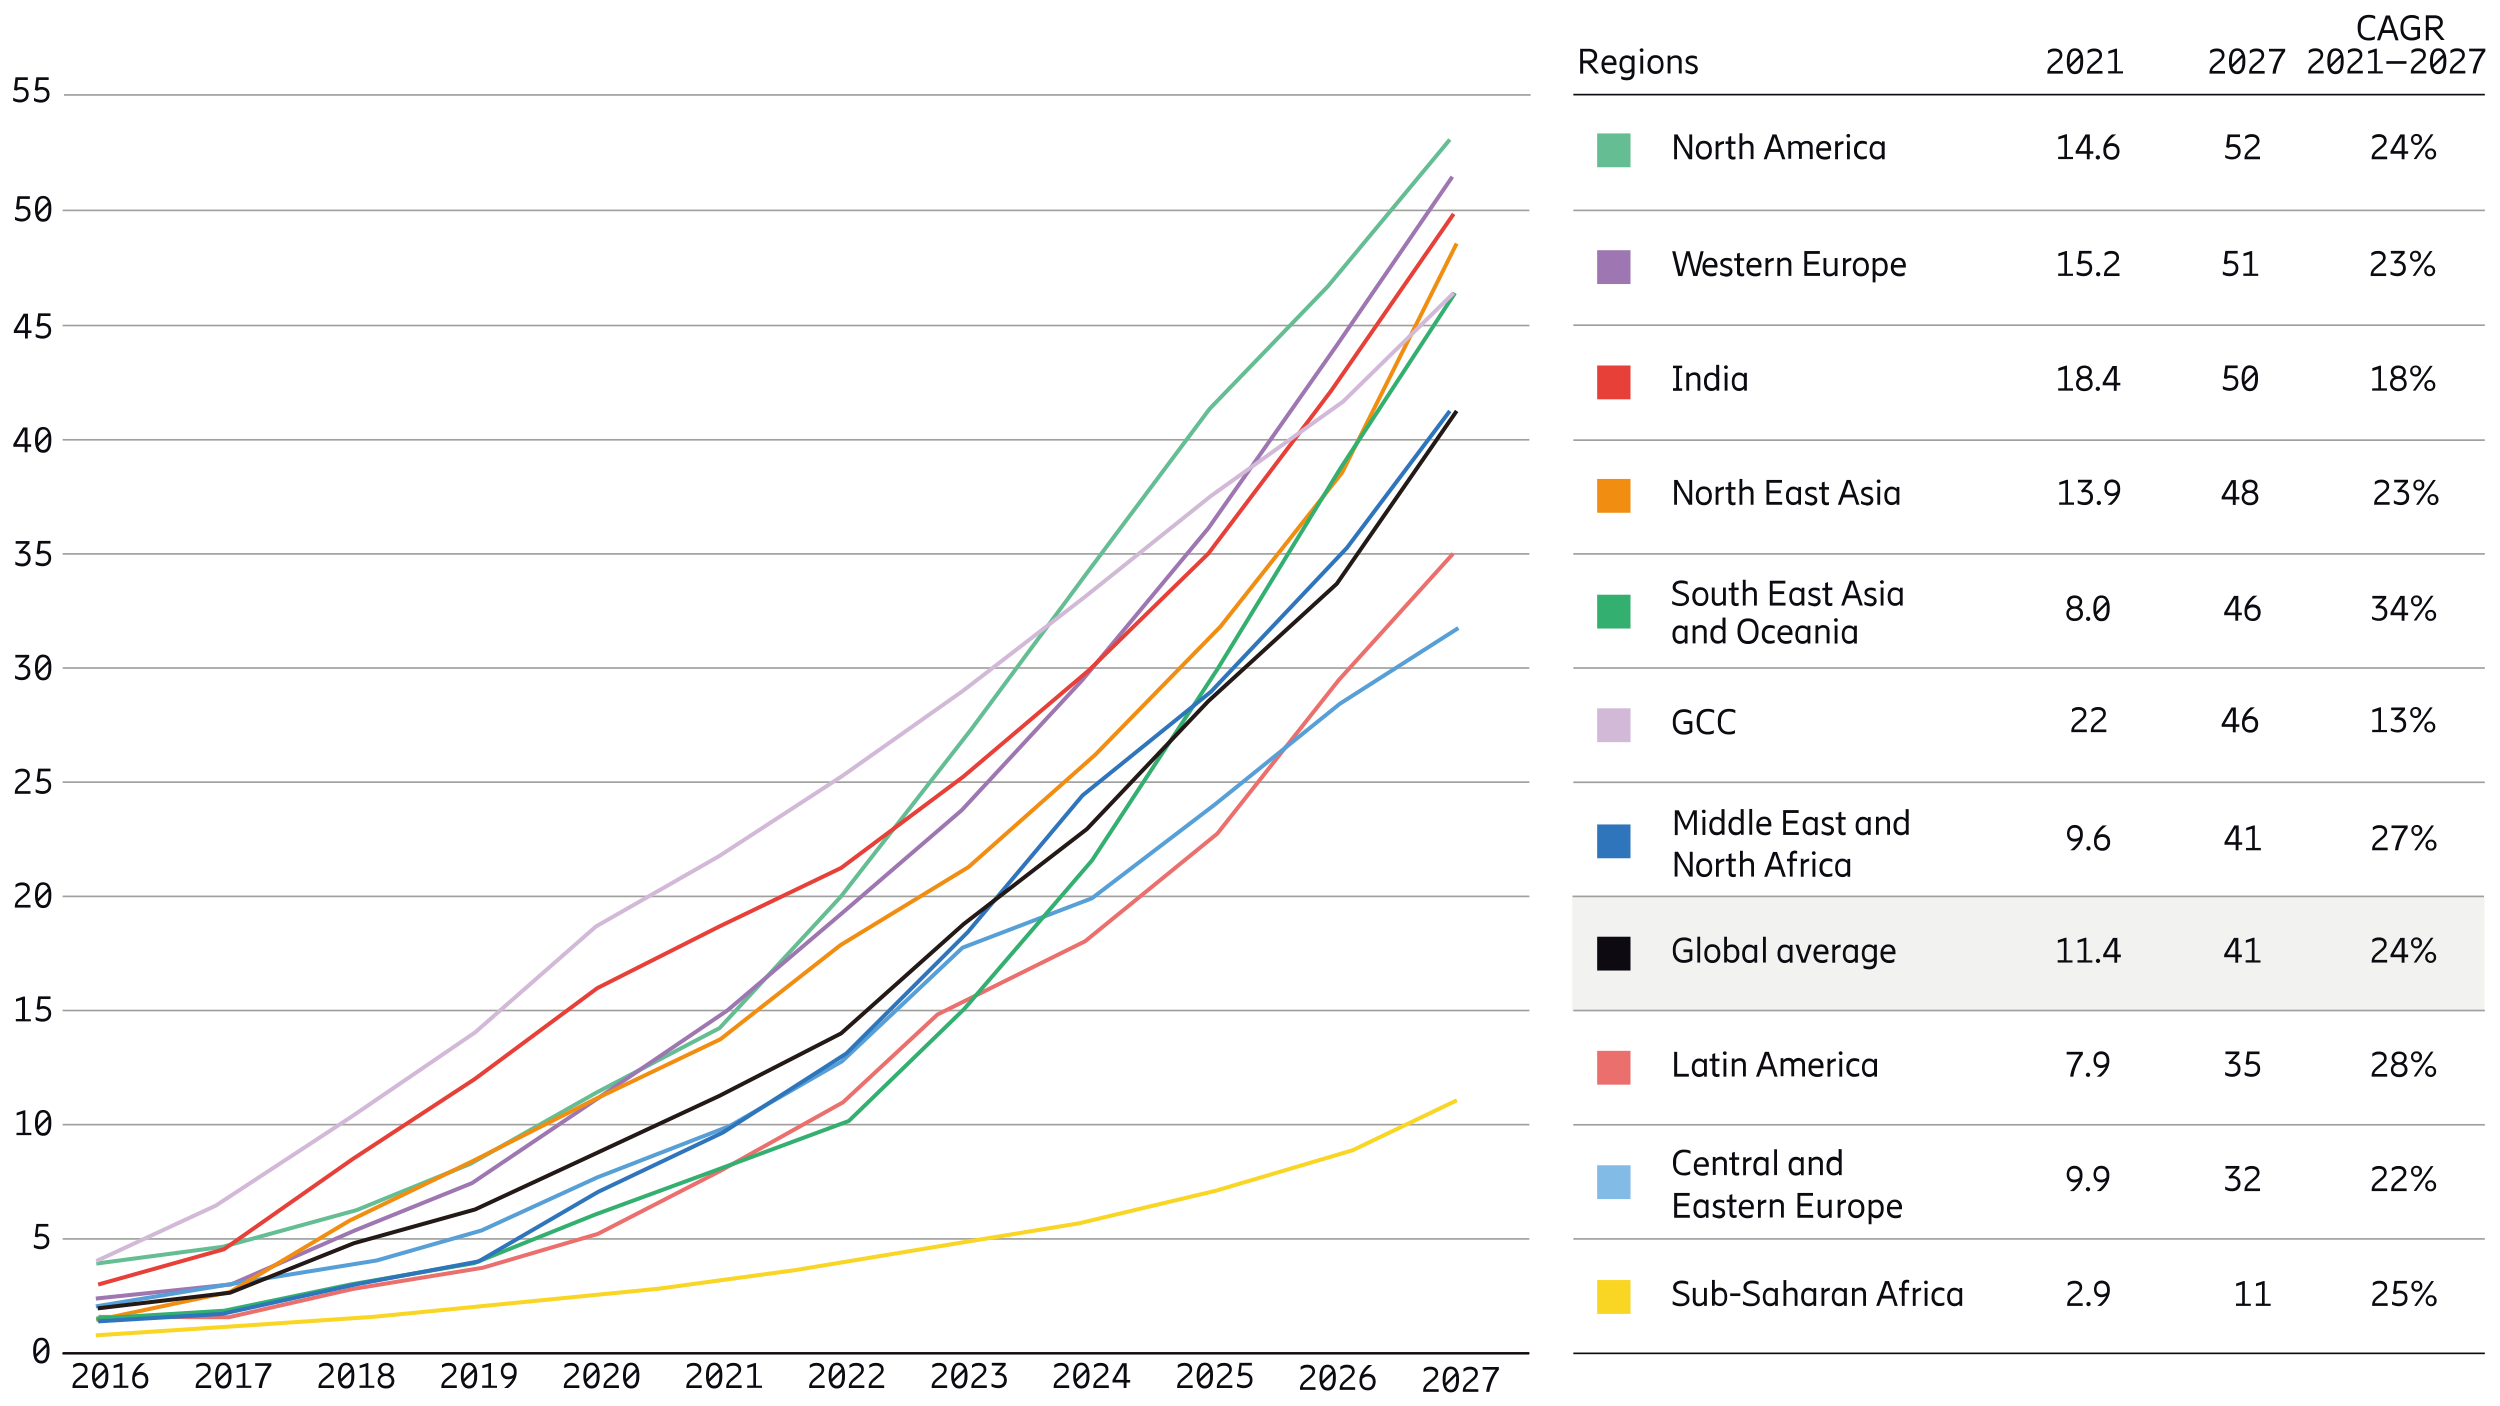 55
50
45
40
35
30
25
20
15
10
5
0
2016 2017 2018 2019 2020 2021 2022 2023 2024 2025 2026 2027
CAGR
Regions 2021 2027 2021–2027
North America 14.6 52 24%
Western Europe 15.2 51 23%
India 18.4 50 18%
North East Asia 13.9 48 23%
South East Asia
and Oceania 8.0 46 34%
GCC 22 46 13%
Middle East and
North Africa 9.6 41 27%
Global average 11.4 41 24%
Latin America 7.9 35 28%
Central and
Eastern Europe 9.9 32 22%
Sub-Saharan Africa 2.9 11 25%